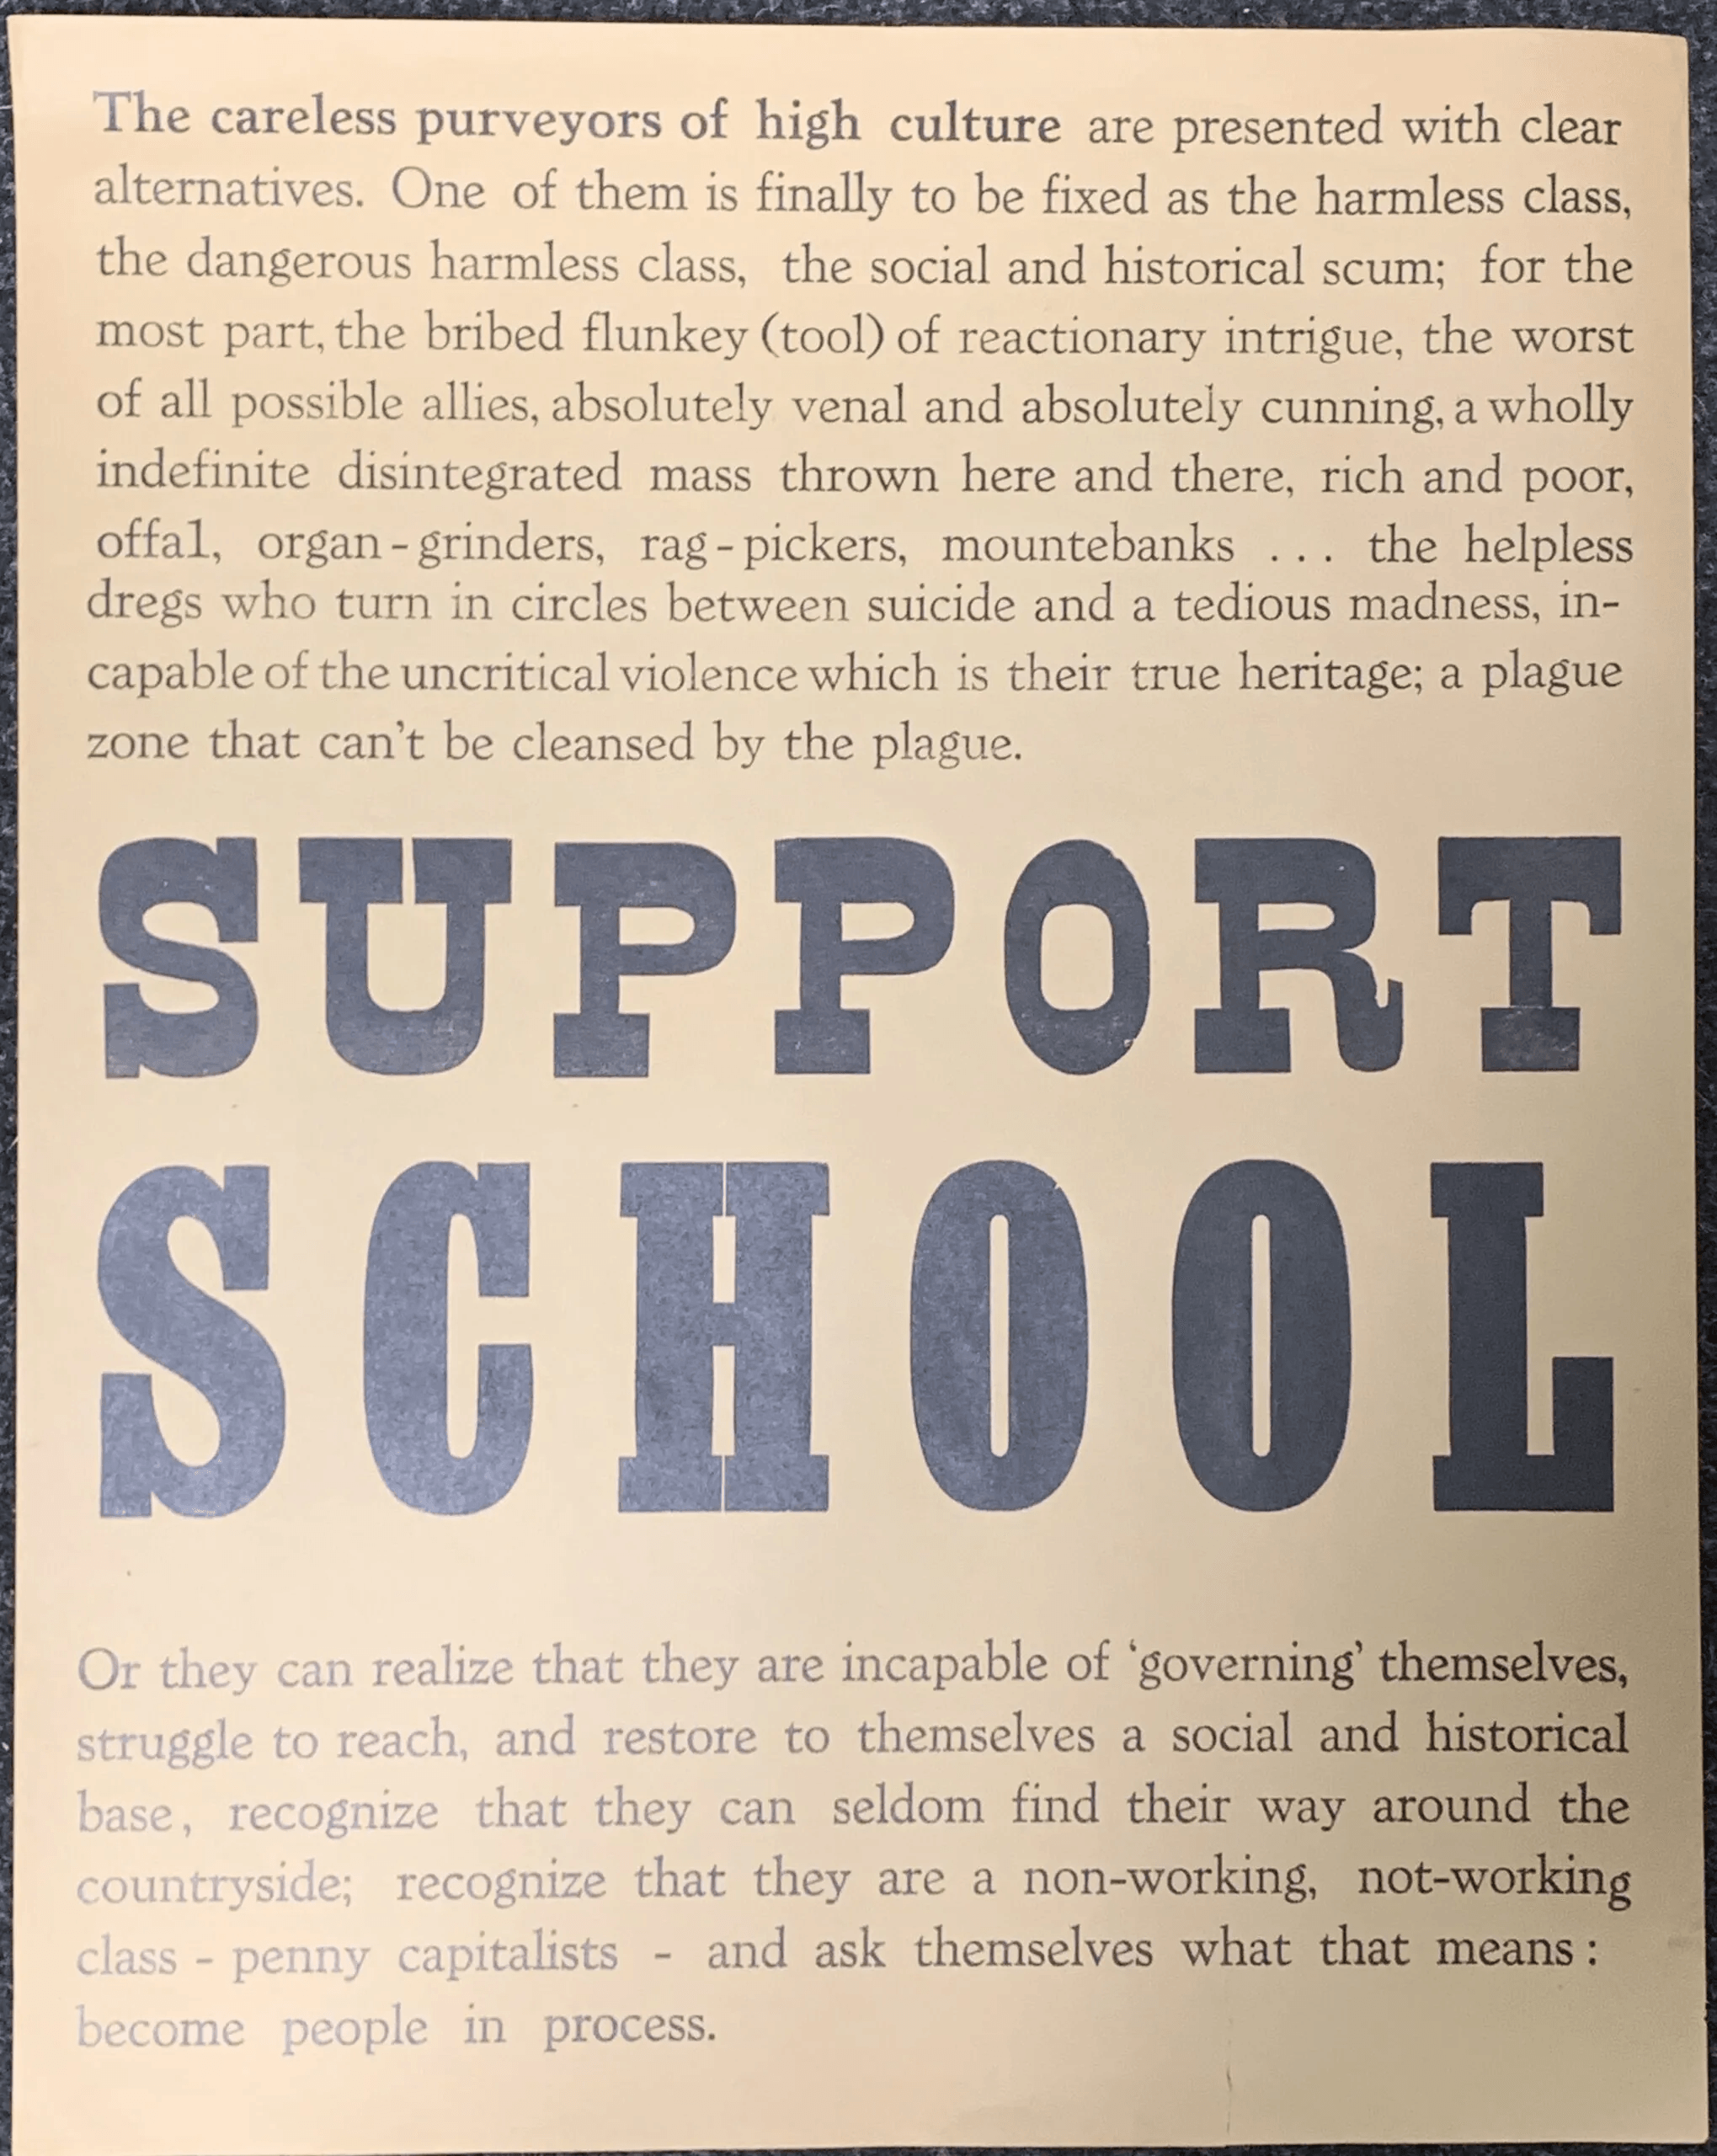 The careless purveyors of high culture are presented with clear
alternatives. One of them is finally to be fixed as the harmless class,
the dangerous harmless class, the social and historical scum; for the
most part, the bribed flunkey (tool) of reactionary intrigue, the worst
of all possible allies, absolutely venal and absolutely cunning, a wholly
indefinite disintegrated mass thrown here and there, rich and poor,
offal, organ-grinders, rag-pickers, mountebanks ... the helpless
dregs who turn in circles between suicide and a tedious madness, in-
capable of the uncritical violence which is their true heritage; a plague
zone that can't be cleansed by the plague.
SUPPORT
SCHOOL
Or they can realize that they are incapable of ‘governing’ themselves,
struggle to reach, and restore to themselves a social and historical
base, recognize that they can seldom find their way around the
countryside; recognize that they are a non-working, not-working
class - penny capitalists - and ask themselves what that means:
become people in process.